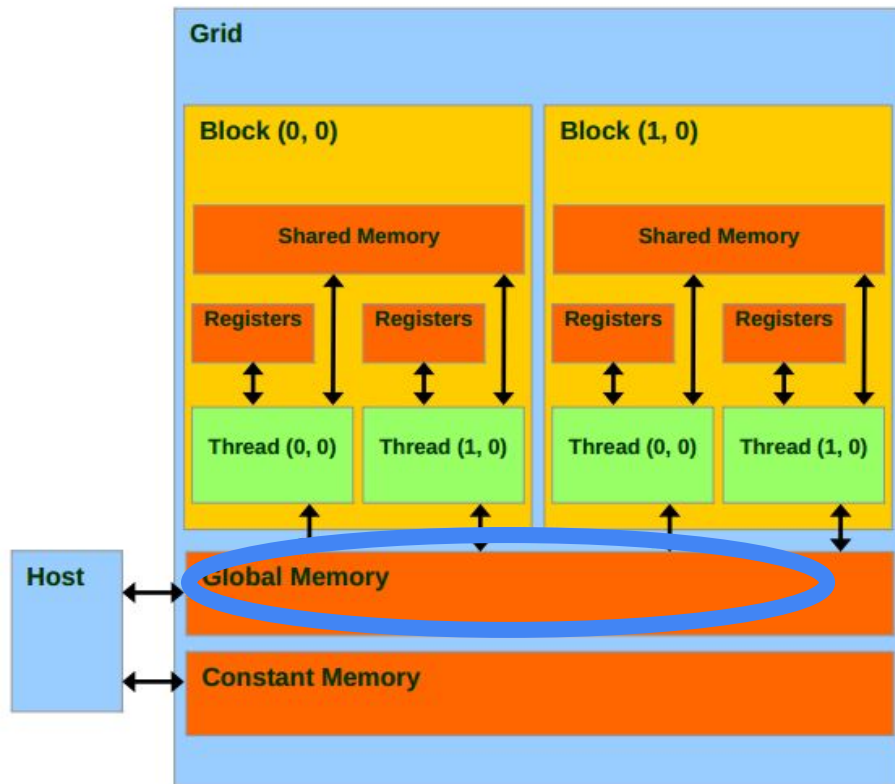 Grid
Block (0, 0)
Block (1, 0)
Shared Memory
Shared Memory
Registers
Registers
Registers
Registers
Thread (0, 0)
Thread (1, 0)
Thread (0, 0)
Thread (1, 0)
Host
Global Memory
Constant Memory